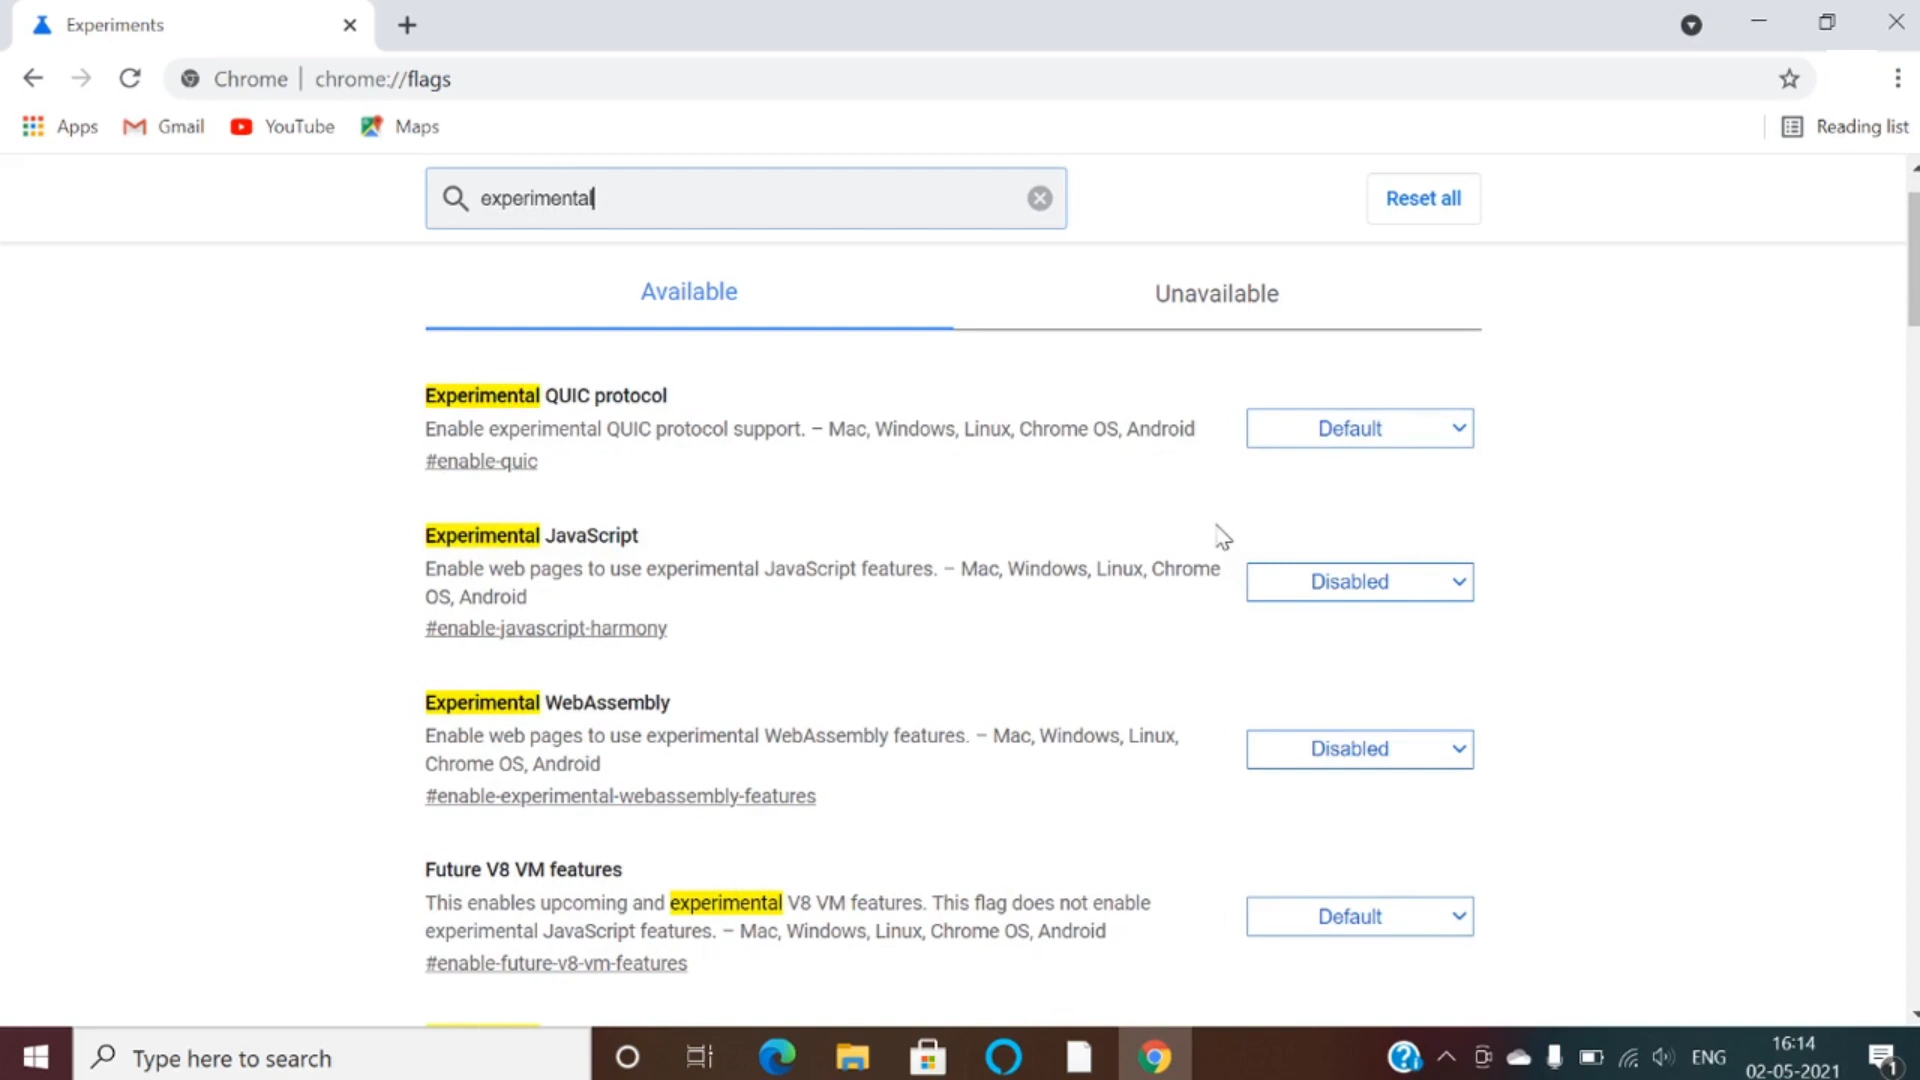 Experiments
Chrome | chrome://flags
Apps Gmail YouTube Maps Reading list
experimental
Reset all
Available Unavailable
Experimental QUIC protocol
Enable experimental QUIC protocol support. – Mac, Windows, Linux, Chrome OS, Android
Default
#enable-quic
Experimental JavaScript
Enable web pages to use experimental JavaScript features. – Mac, Windows, Linux, Chrome
OS, Android
Disabled
#enable-javascript-harmony
Experimental WebAssembly
Enable web pages to use experimental WebAssembly features. – Mac, Windows, Linux,
Chrome OS, Android
Disabled
#enable-experimental-webassembly-features
Future V8 VM features
This enables upcoming and experimental V8 VM features. This flag does not enable
experimental JavaScript features. – Mac, Windows, Linux, Chrome OS, Android
Default
#enable-future-v8-vm-features
Type here to search
ENG
16:14
02-05-2021
1